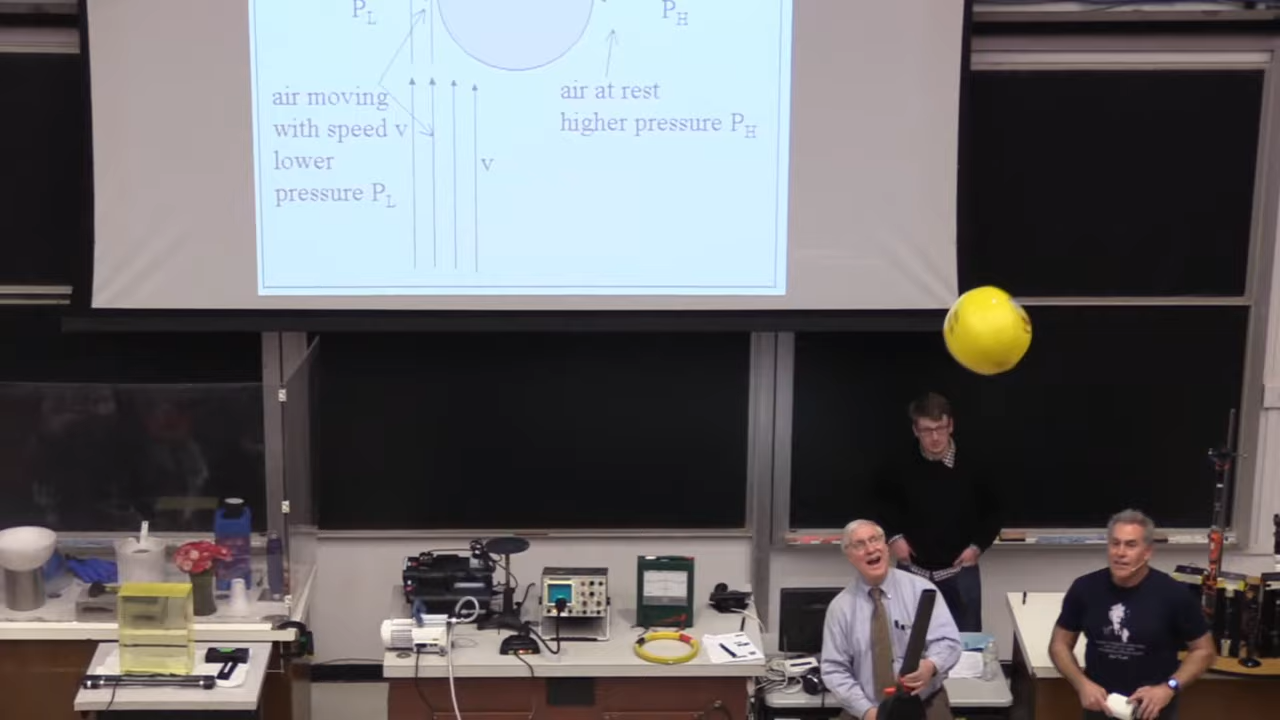 P_L
P_H
air moving
with speed v
lower
pressure P_L
v
air at rest
higher pressure P_H